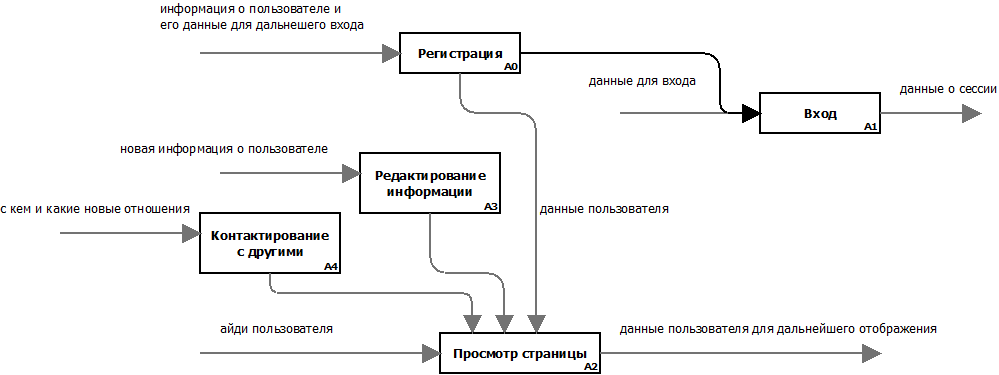 информация о пользователе и
его данные для дальнешего входа
Регистрация
A0
данные для входа
данные о сессии
Вход
A1
новая информация о пользователе
Редактирование
информации
A3
с кем и какие новые отношения
данные пользователя
Контактирование
с другими
A4
айди пользователя
данные пользователя для дальнейшего отображения
Просмотр страницы
A2